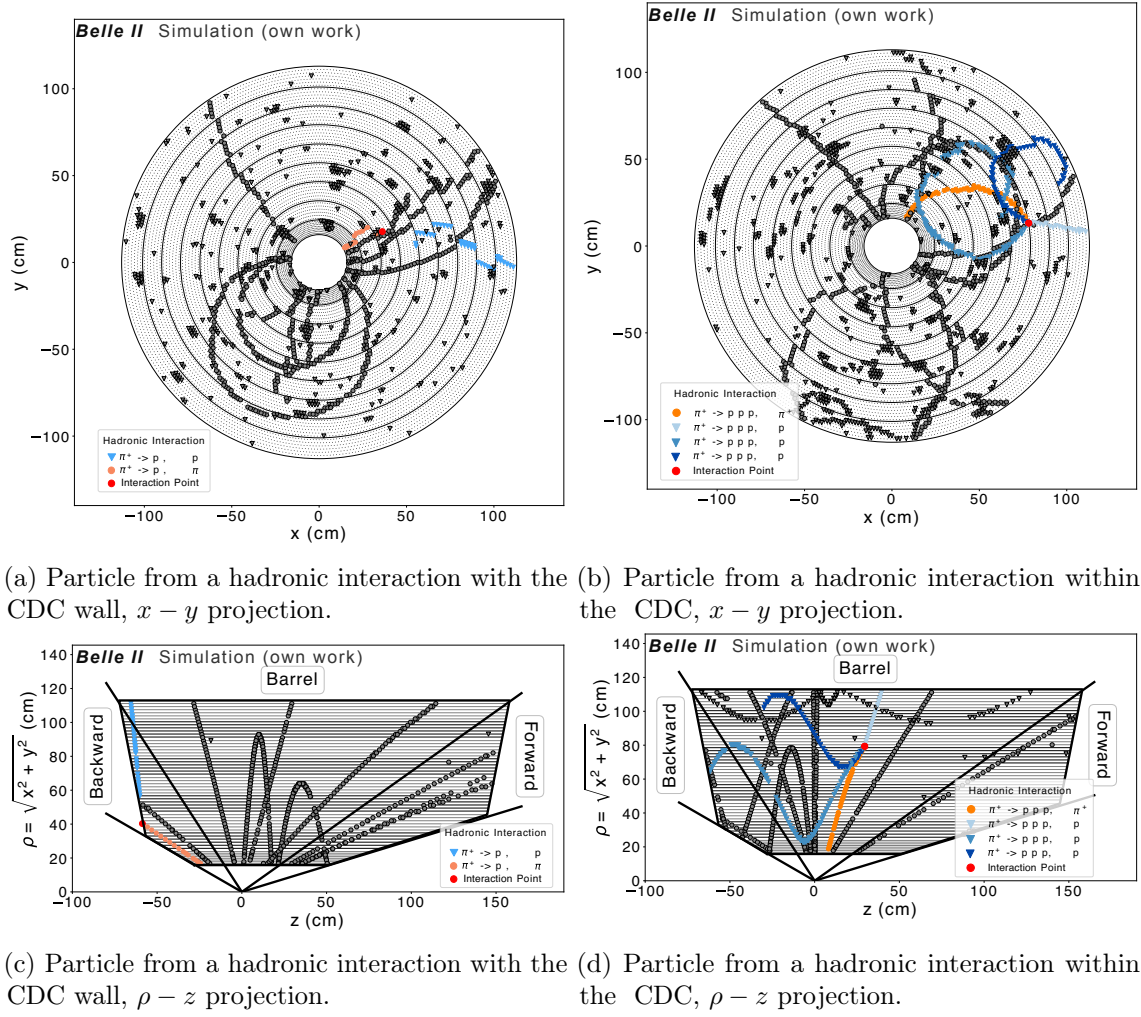 Belle II Simulation (own work)
y (cm)
100
50
0
−50
−100
−100 −50 0 50 100
x (cm)
Hadronic Interaction
π⁺ -> p , p
π⁺ -> p , π
Interaction Point
(a) Particle from a hadronic interaction with the CDC wall, x − y projection.
Belle II Simulation (own work)
y (cm)
100
50
0
−50
−100
−100 −50 0 50 100
x (cm)
Hadronic Interaction
π⁺ -> p p p, π⁺
π⁺ -> p p p, p
π⁺ -> p p p, p
π⁺ -> p p p, p
Interaction Point
(b) Particle from a hadronic interaction within the CDC, x − y projection.
Belle II Simulation (own work)
Barrel
Backward
Forward
ρ = √x² + y² (cm)
140
120
100
80
60
40
20
0
−100 −50 0 50 100 150
z (cm)
Hadronic Interaction
π⁺ -> p , p
π⁺ -> p , π
Interaction Point
(c) Particle from a hadronic interaction with the CDC wall, ρ − z projection.
Belle II Simulation (own work)
Barrel
Backward
Forward
ρ = √x² + y² (cm)
140
120
100
80
60
40
20
0
−100 −50 0 50 100 150
z (cm)
Hadronic Interaction
π⁺ -> p p p, π⁺
π⁺ -> p p p, p
π⁺ -> p p p, p
π⁺ -> p p p, p
Interaction Point
(d) Particle from a hadronic interaction within the CDC, ρ − z projection.